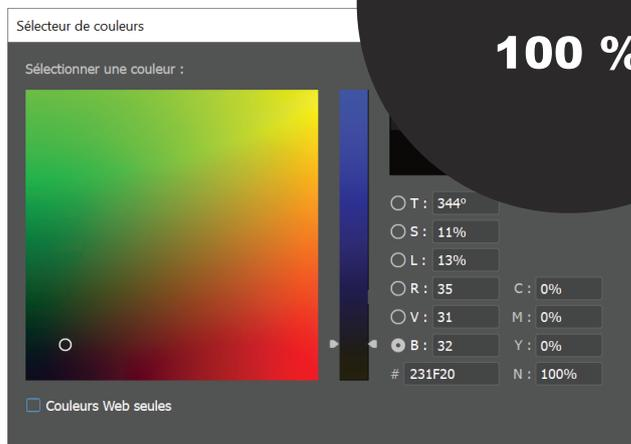 Sélecteur de couleurs
100 %
Sélectionner une couleur :
T : 344º
S : 11%
L : 13%
R : 35 C : 0%
V : 31 M : 0%
B : 32 Y : 0%
# 231F20 N : 100%
Couleurs Web seules